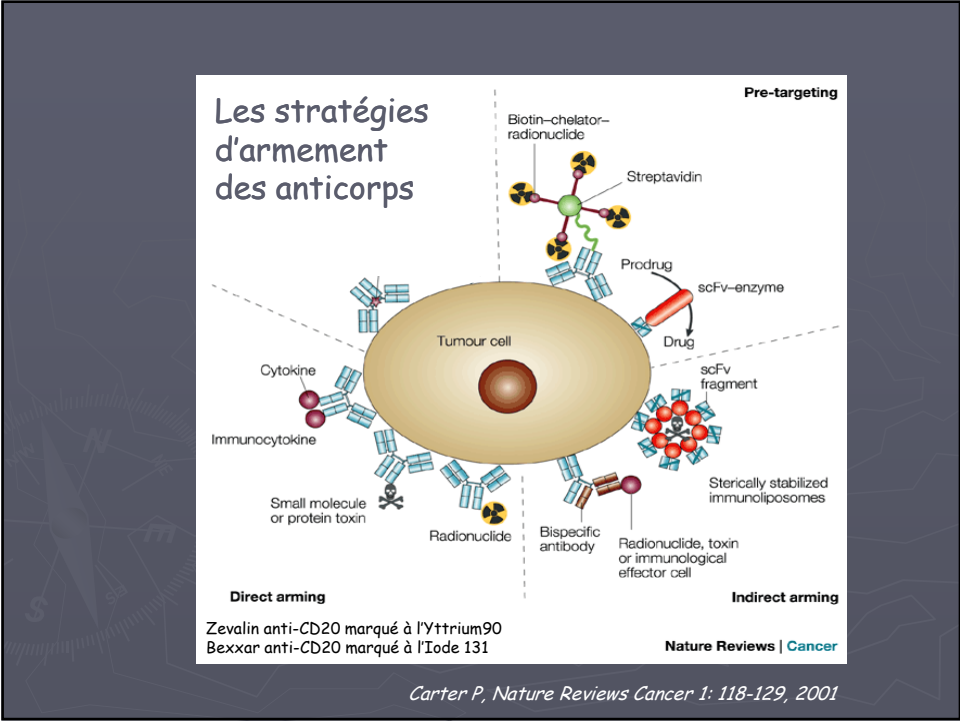 Les stratégies
d'armement
des anticorps
Pre-targeting
Biotin–chelator–
radionuclide
Streptavidin
Prodrug
scFv–enzyme
Drug
Tumour cell
scFv
fragment
Cytokine
Immunocytokine
Sterically stabilized
immunoliposomes
Small molecule
or protein toxin
Radionuclide
Bispecific
antibody
Radionuclide, toxin
or immunological
effector cell
Direct arming
Indirect arming
Zevalin anti-CD20 marqué à l'Yttrium90
Bexxar anti-CD20 marqué à l'Iode 131
Nature Reviews | Cancer
Carter P, Nature Reviews Cancer 1: 118-129, 2001
N
S
m